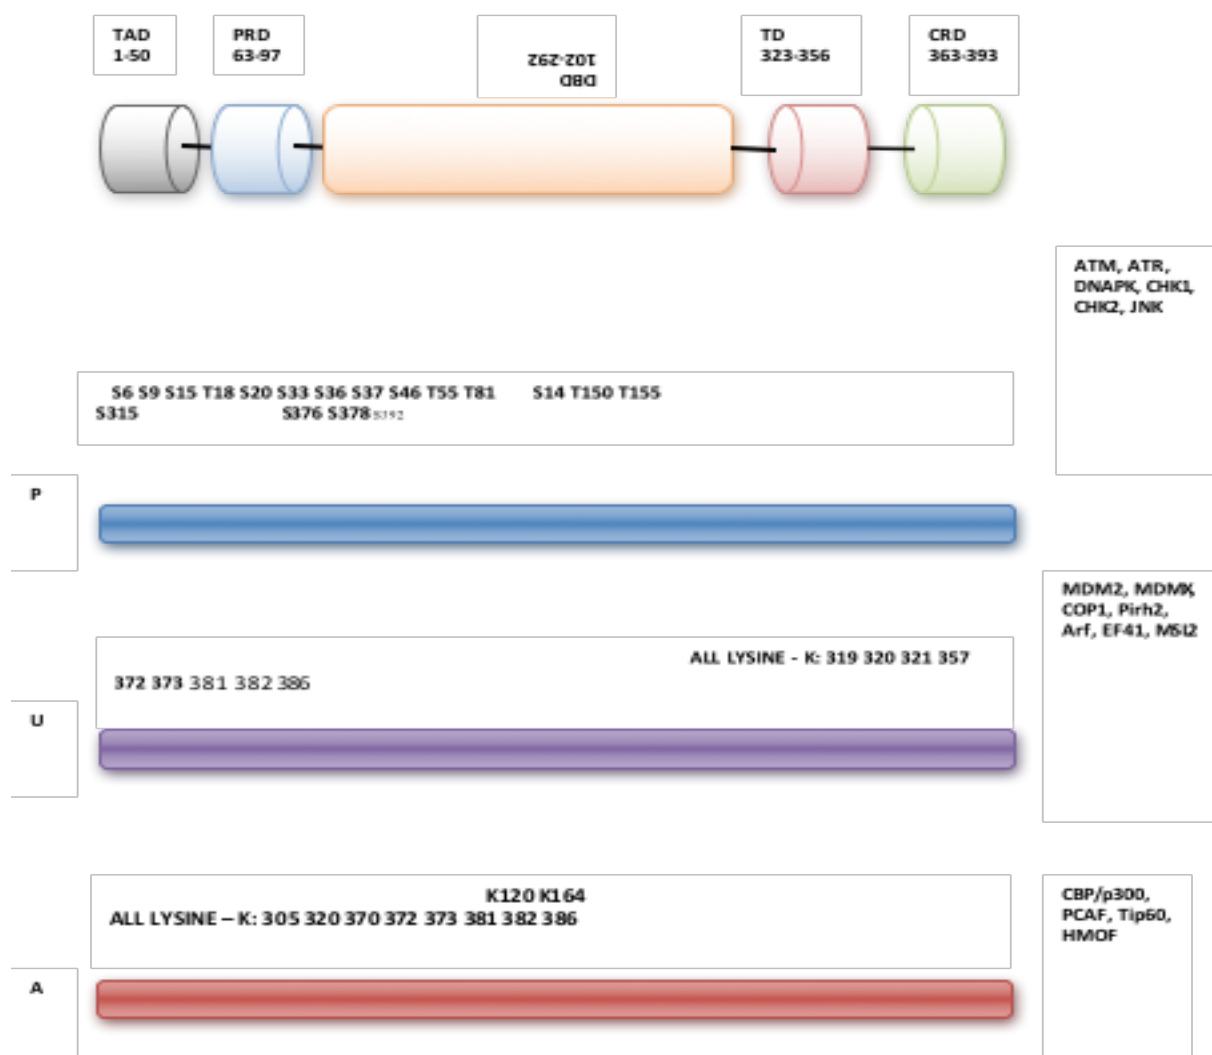 TAD
1-50
PRD
63-97
DBD
102-292
TD
323-356
CRD
363-393
ATM, ATR,
DNAPK, CHK1,
CHK2, JNK
S6 S9 S15 T18 S20 S33 S36 S37 S46 T55 T81 S14 T150 T155
S315 S376 S378 S392
P
MDM2, MDMX,
COP1, Pirh2,
Arf, EF41, MSL2
ALL LYSINE - K: 319 320 321 357
372 373 381 382 386
U
K120 K164
ALL LYSINE – K: 305 320 370 372 373 381 382 386
CBP/p300,
PCAF, Tip60,
HMOF
A